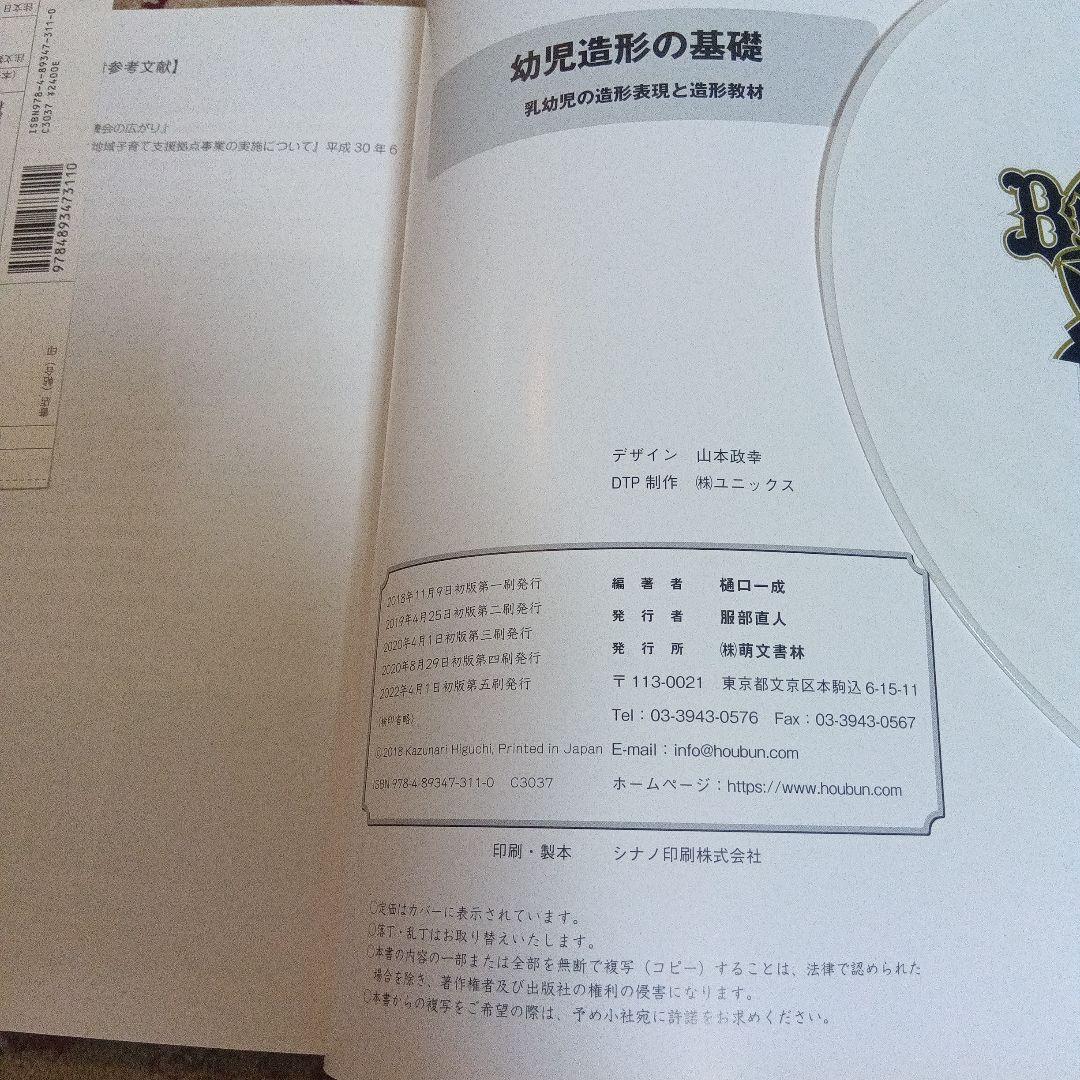 注文日
ISBN978-4-89347-311-0
C3037 ¥2400E
9784893473110
書店(帖合)印
参考文献】
機会の広がり』
地域子育て支援拠点事業の実施について』平成30年6
幼児造形の基礎
乳幼児の造形表現と造形教材
デザイン 山本政幸
DTP制作 ㈱ユニックス
2018年11月9日初版第一刷発行
2019年4月25日初版第二刷発行
2020年4月1日初版第三刷発行
2020年8月29日初版第四刷発行
2022年4月1日初版第五刷発行
(検印省略)
©2018 Kazunari Higuchi, Printed in Japan
ISBN 978-4-89347-311-0 C3037
編著者 樋口一成
発行者 服部直人
発行所 ㈱萌文書林
〒113-0021 東京都文京区本駒込6-15-11
Tel:03-3943-0576 Fax:03-3943-0567
E-mail:info@houbun.com
ホームページ:https://www.houbun.com
印刷・製本 シナノ印刷株式会社
○定価はカバーに表示されています。
○落丁・乱丁はお取り替えいたします。
○本書の内容の一部または全部を無断で複写(コピー)することは、法律で認められた
場合を除き、著作権者及び出版社の権利の侵害になります。
○本書からの複写をご希望の際は、予め小社宛に許諾をお求めください。